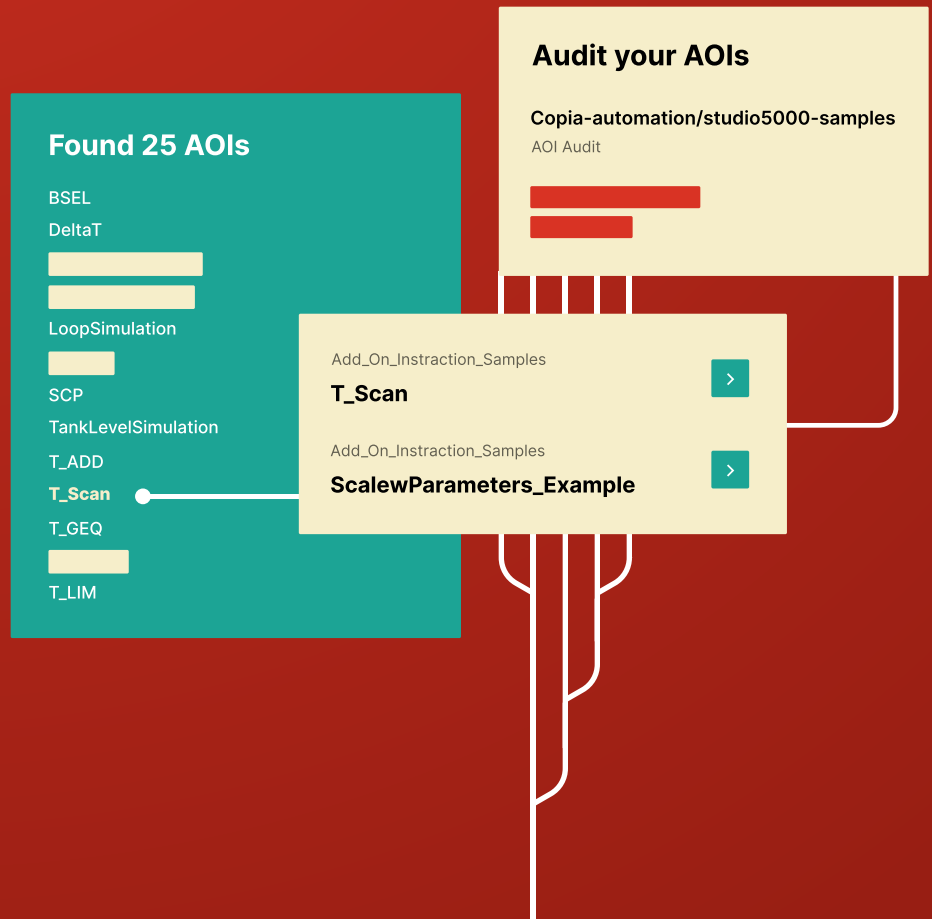 Audit your AOIs
Copia-automation/studio5000-samples
AOI Audit
Found 25 AOIs
BSEL
DeltaT
LoopSimulation
SCP
TankLevelSimulation
T_ADD
T_Scan
T_GEQ
T_LIM
Add_On_Instraction_Samples
T_Scan
Add_On_Instraction_Samples
ScalewParameters_Example